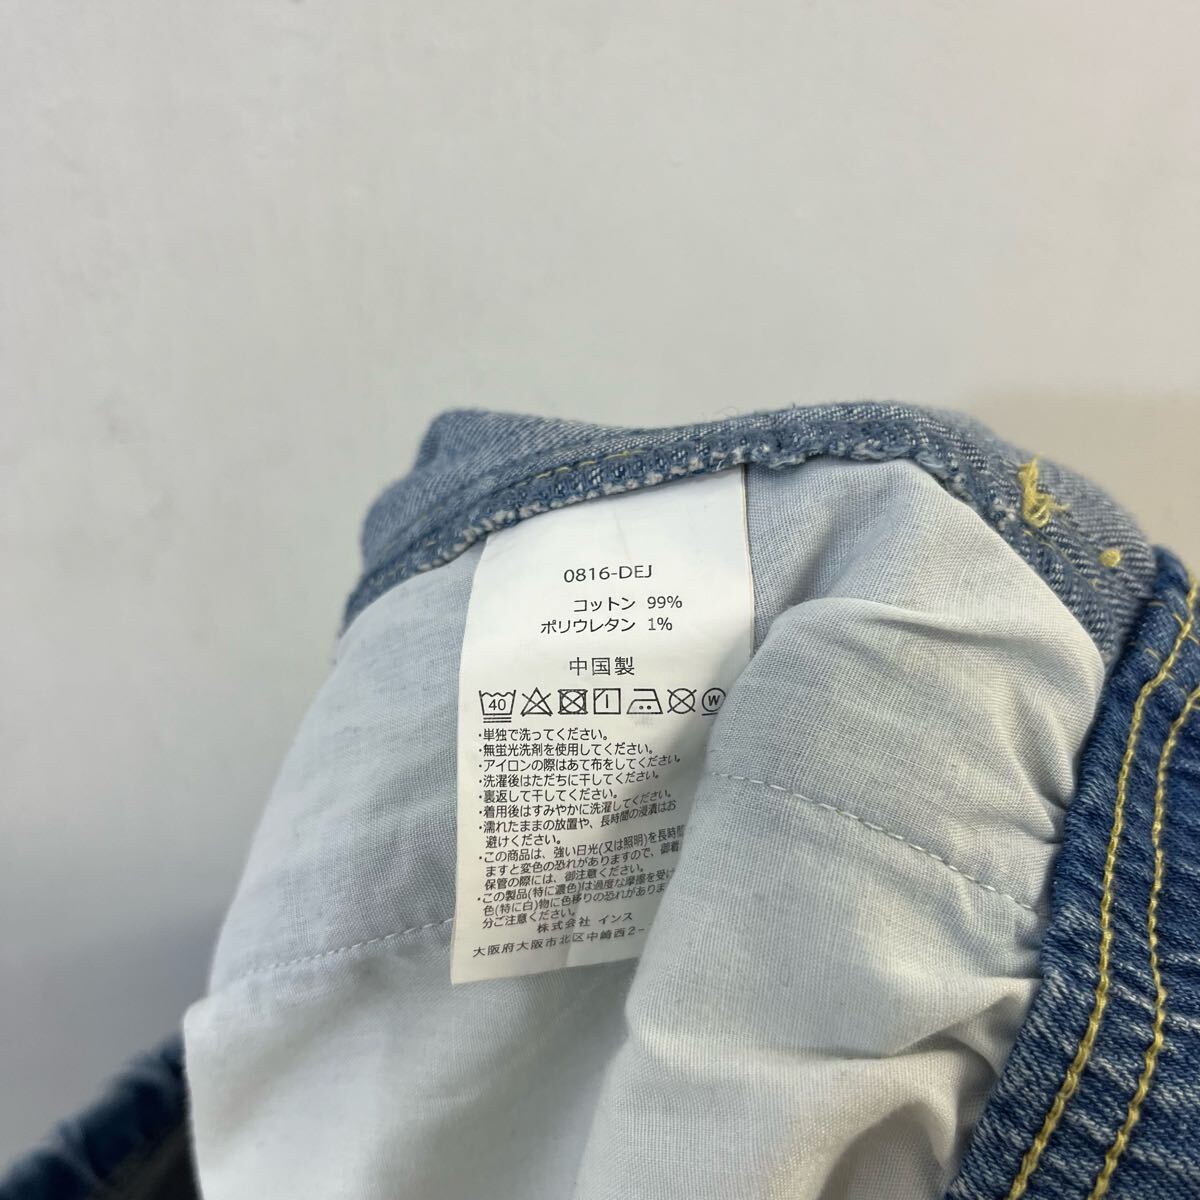 0816-DEJ
コットン 99%
ポリウレタン 1%
中国製
40
W
・単独で洗ってください。
・無蛍光洗剤を使用してください。
・アイロンの際はあて布をしてください。
・洗濯後はただちに干してください。
・裏返して干してください。
・着用後はすみやかに洗濯してください。
・濡れたままの放置や、長時間の浸漬はお
避けください。
・この商品は、強い日光(又は照明)を長時間
ますと変色の恐れがありますので、御着
保管の際には、御注意ください。
・この製品(特に濃色)は過度な摩擦を受け
色(特に白)物に色移りの恐れがありま
分ご注意ください。
株式会社 インス
大阪府大阪市北区中崎西2-